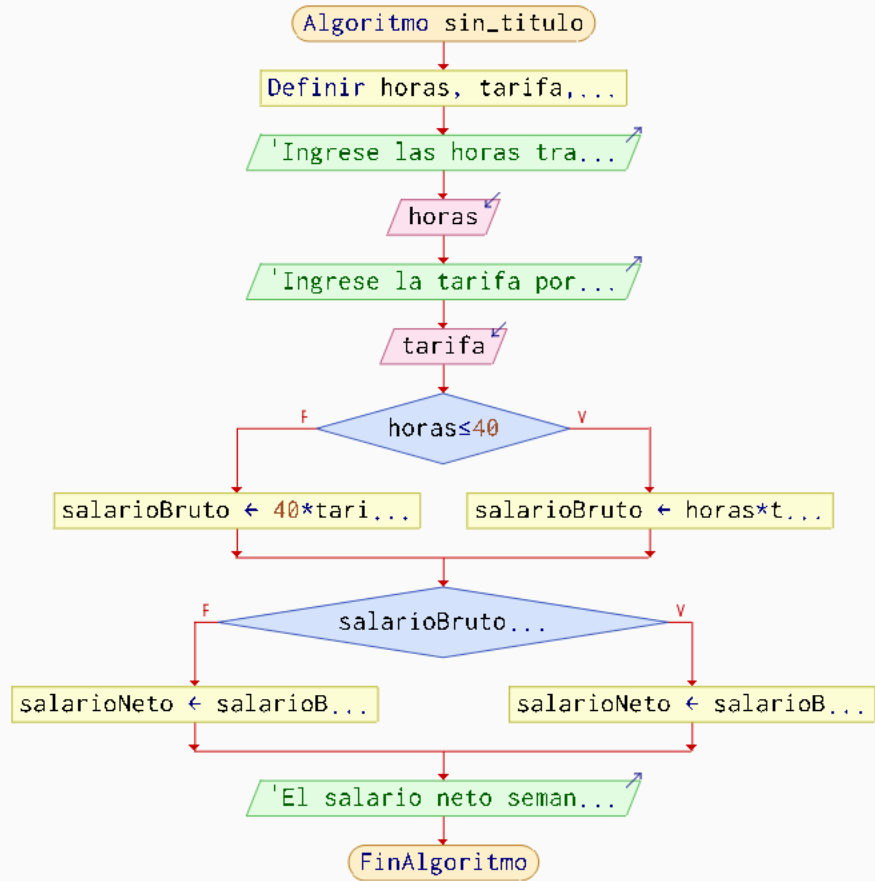 Algoritmo sin_titulo
Definir horas, tarifa,...
'Ingrese las horas tra...
horas
'Ingrese la tarifa por...
tarifa
F
horas≤40
V
salarioBruto ← 40*tari...
salarioBruto ← horas*t...
F
salarioBruto...
V
salarioNeto ← salarioB...
salarioNeto ← salarioB...
'El salario neto seman...
FinAlgoritmo